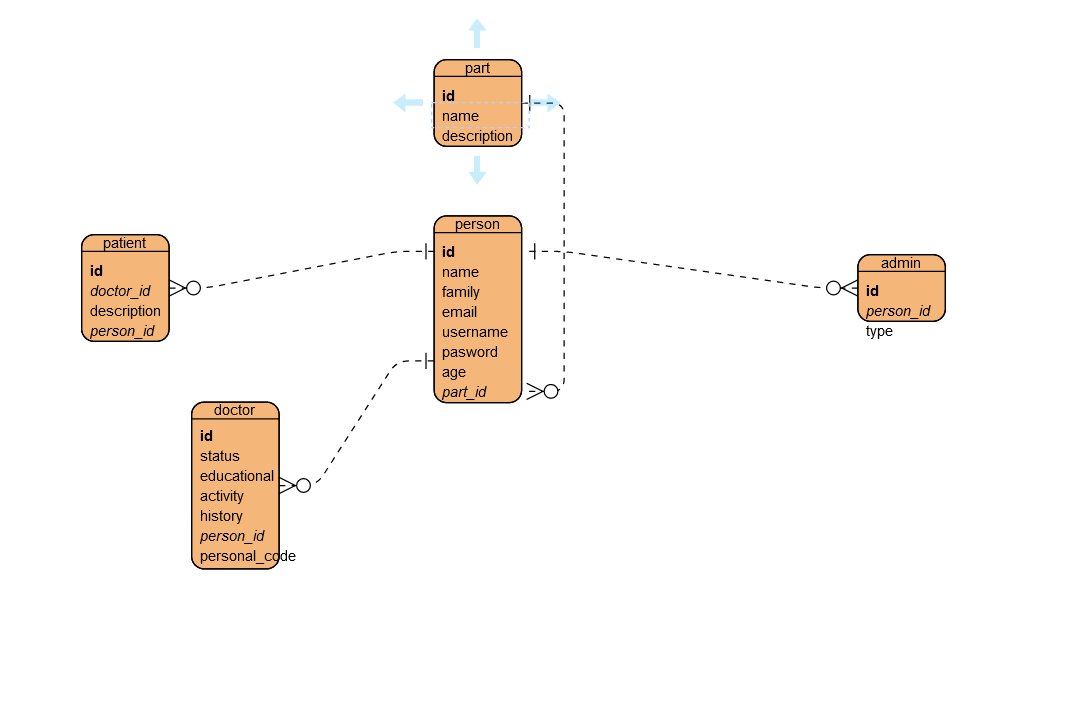 part
id
name
description
person
id
name
family
email
username
pasword
age
part_id
patient
id
doctor_id
description
person_id
admin
id
person_id
type
doctor
id
status
educational
activity
history
person_id
personal_code